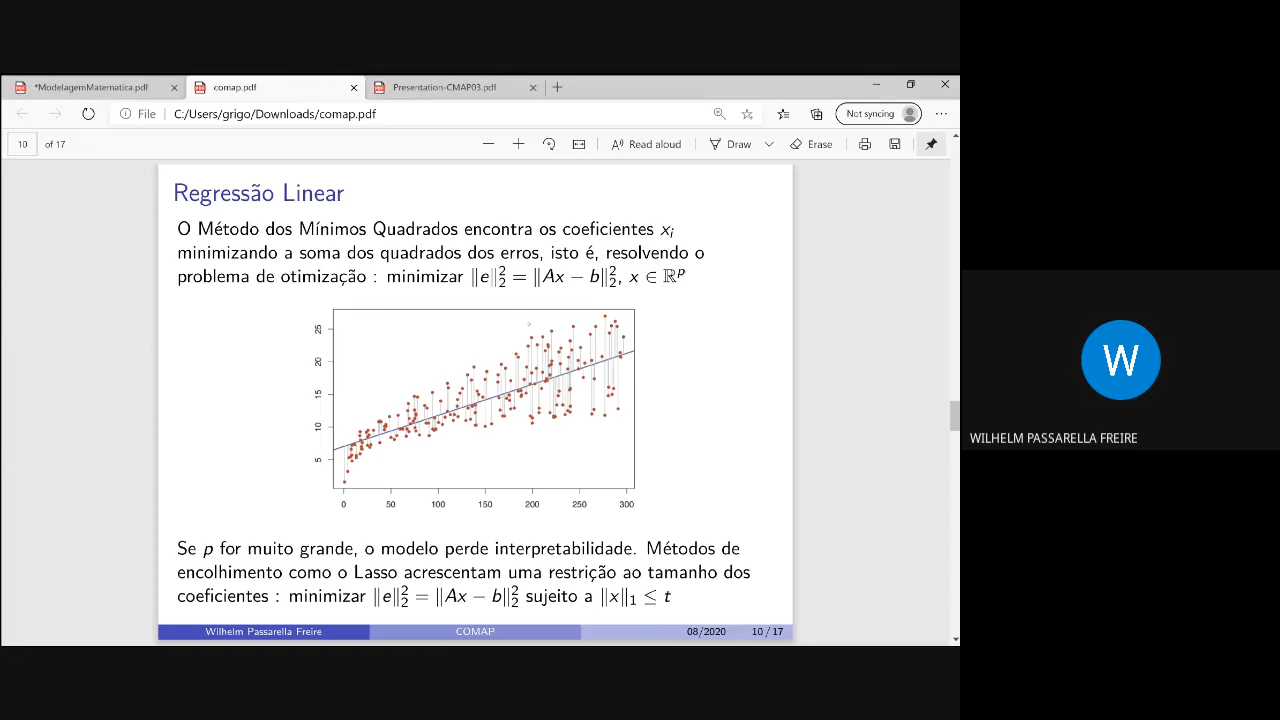 *ModelagemMatematica.pdf
comap.pdf
Presentation-CMAP03.pdf
File
C:/Users/grigo/Downloads/comap.pdf
Not syncing
10 of 17
Read aloud
Draw
Erase
Regressão Linear
O Método dos Mínimos Quadrados encontra os coeficientes xᵢ
minimizando a soma dos quadrados dos erros, isto é, resolvendo o
problema de otimização : minimizar ‖e‖₂² = ‖Ax − b‖₂², x ∈ ℝᵖ
25
20
15
10
5
0 50 100 150 200 250 300
Se p for muito grande, o modelo perde interpretabilidade. Métodos de
encolhimento como o Lasso acrescentam uma restrição ao tamanho dos
coeficientes : minimizar ‖e‖₂² = ‖Ax − b‖₂² sujeito a ‖x‖₁ ≤ t
Wilhelm Passarella Freire
COMAP
08/2020 10 / 17
W
WILHELM PASSARELLA FREIRE